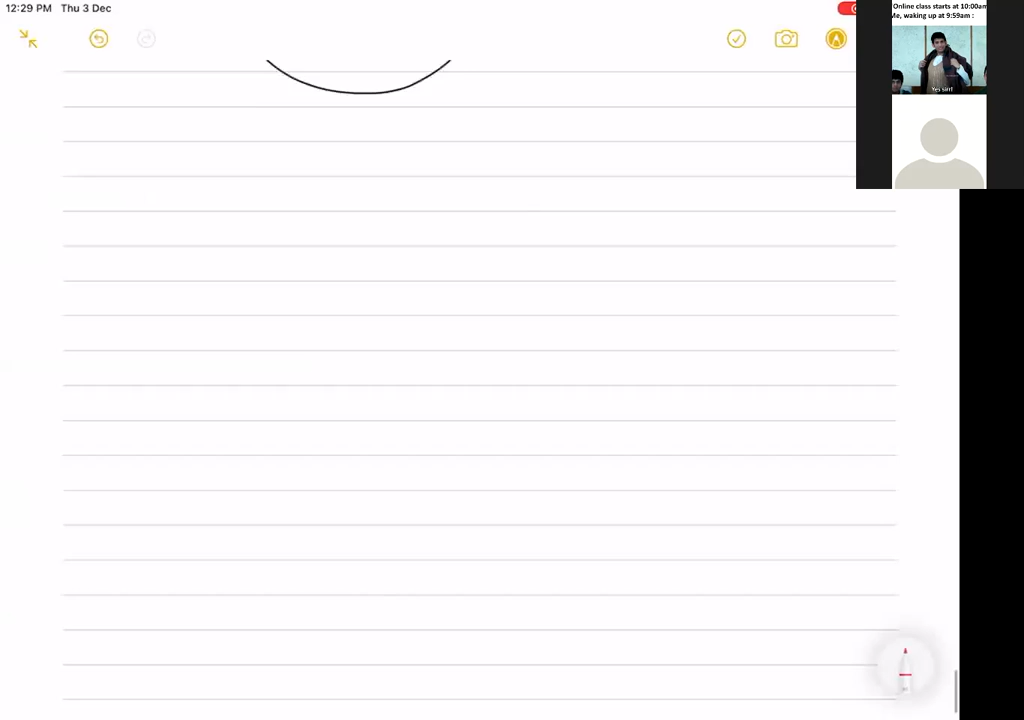 12:29 PM Thu 3 Dec
"Online class starts at 10:00am
Me, waking up at 9:59am :
Yes sir!